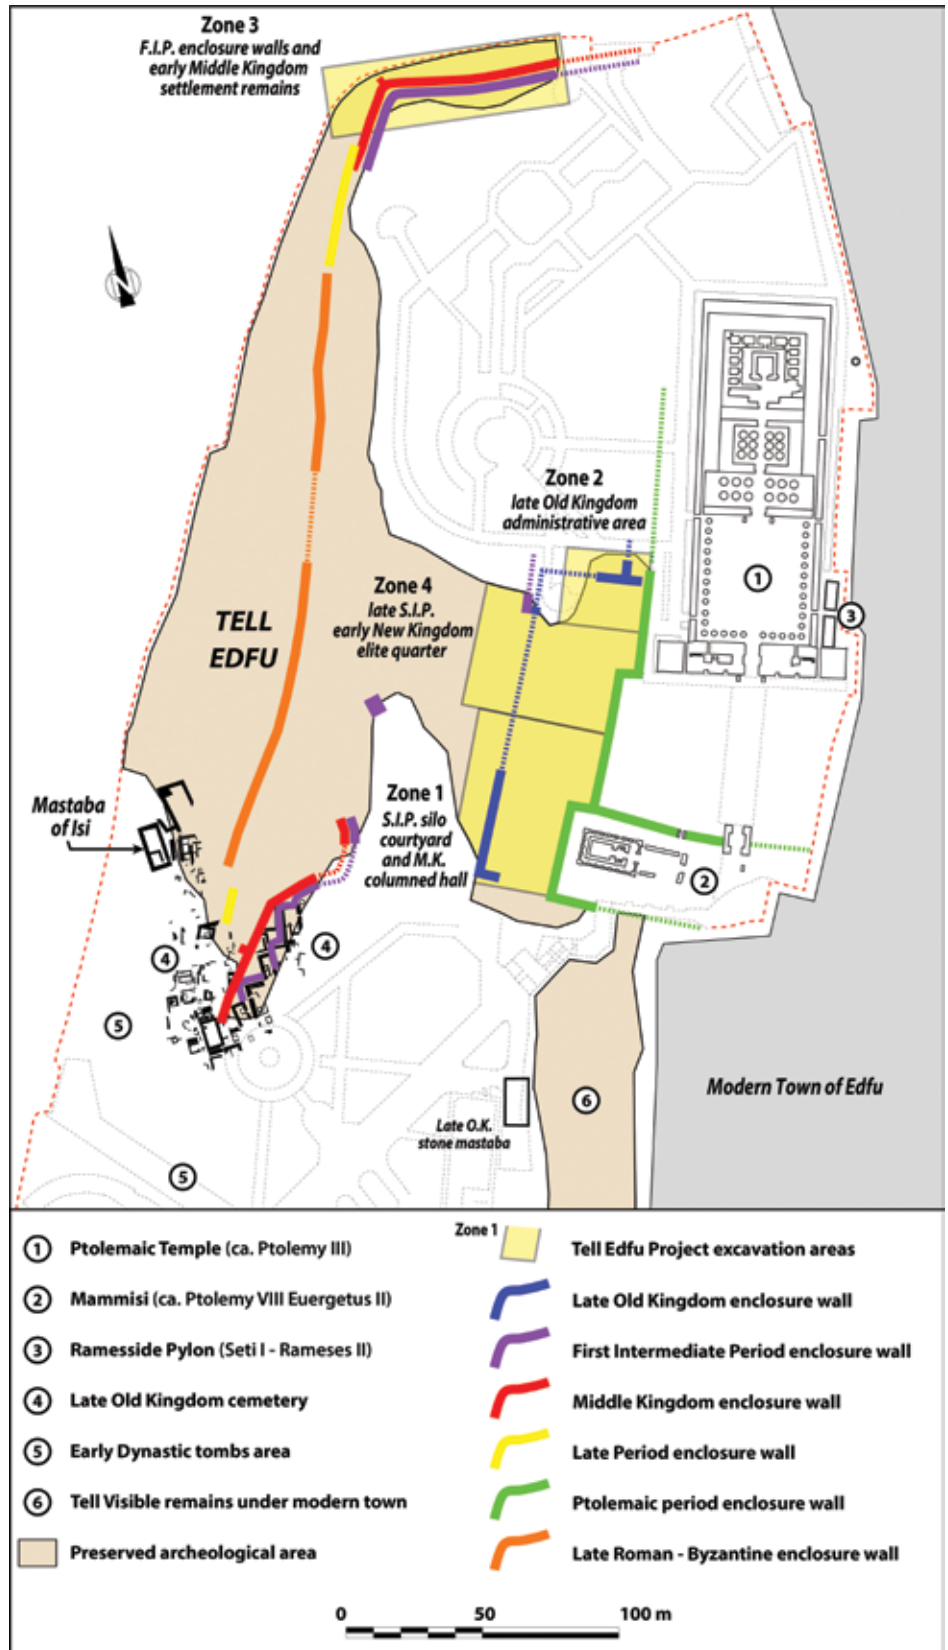 Zone 3
F.I.P. enclosure walls and
early Middle Kingdom
settlement remains
N
Zone 2
late Old Kingdom
administrative area
Zone 4
late S.I.P.
early New Kingdom
elite quarter
1
3
TELL
EDFU
Mastaba
of Isi
Zone 1
S.I.P. silo
courtyard
and M.K.
columned hall
2
4
4
5
6
Modern Town of Edfu
Late O.K.
stone mastaba
5
1 Ptolemaic Temple (ca. Ptolemy III)
2 Mammisi (ca. Ptolemy VIII Euergetus II)
3 Ramesside Pylon (Seti I - Rameses II)
4 Late Old Kingdom cemetery
5 Early Dynastic tombs area
6 Tell Visible remains under modern town
Preserved archeological area
Zone 1 Tell Edfu Project excavation areas
Late Old Kingdom enclosure wall
First Intermediate Period enclosure wall
Middle Kingdom enclosure wall
Late Period enclosure wall
Ptolemaic period enclosure wall
Late Roman - Byzantine enclosure wall
0 50 100 m